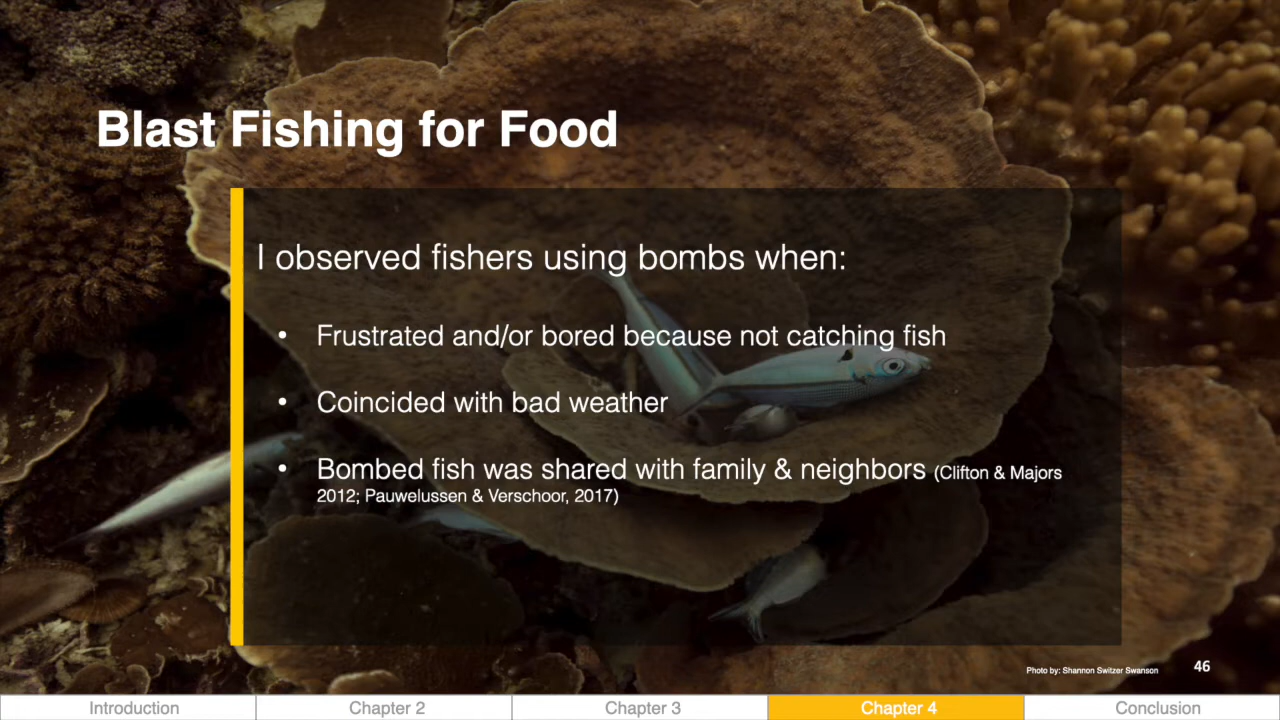 Blast Fishing for Food
I observed fishers using bombs when:
• Frustrated and/or bored because not catching fish
• Coincided with bad weather
• Bombed fish was shared with family & neighbors (Clifton & Majors
2012; Pauwelussen & Verschoor, 2017)
Photo by: Shannon Switzer Swanson
46
Introduction
Chapter 2
Chapter 3
Chapter 4
Conclusion